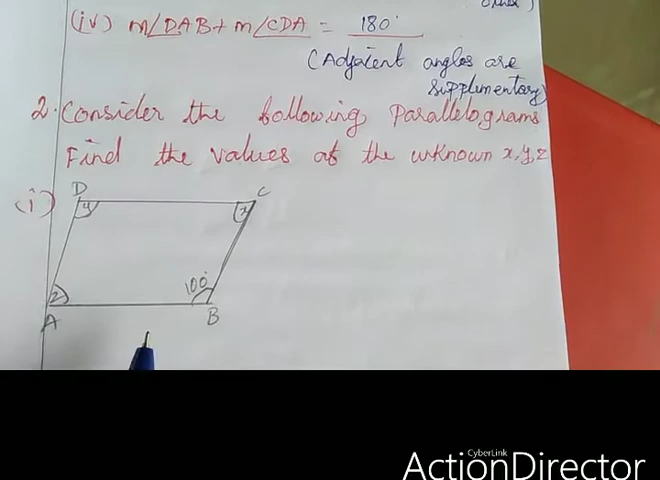 (iv) m∠DAB + m∠CDA = 180°
(Adjacent angles are
supplimentary)
2. Consider the following parallelograms
Find the values of the unknown x, y, z
(i) D C
y x
100°
z
A B
CyberLink
ActionDirector